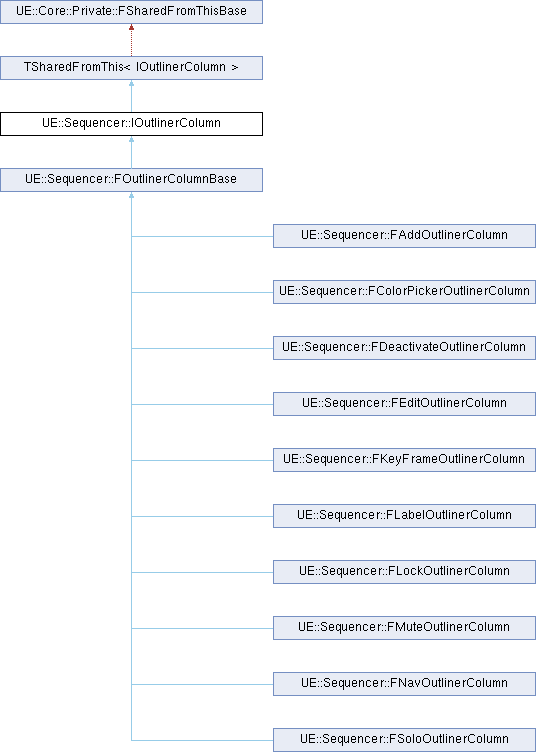 UE::Core::Private::FSharedFromThisBase
TSharedFromThis< IOutlinerColumn >
UE::Sequencer::IOutlinerColumn
UE::Sequencer::FOutlinerColumnBase
UE::Sequencer::FAddOutlinerColumn
UE::Sequencer::FColorPickerOutlinerColumn
UE::Sequencer::FDeactivateOutlinerColumn
UE::Sequencer::FEditOutlinerColumn
UE::Sequencer::FKeyFrameOutlinerColumn
UE::Sequencer::FLabelOutlinerColumn
UE::Sequencer::FLockOutlinerColumn
UE::Sequencer::FMuteOutlinerColumn
UE::Sequencer::FNavOutlinerColumn
UE::Sequencer::FSoloOutlinerColumn